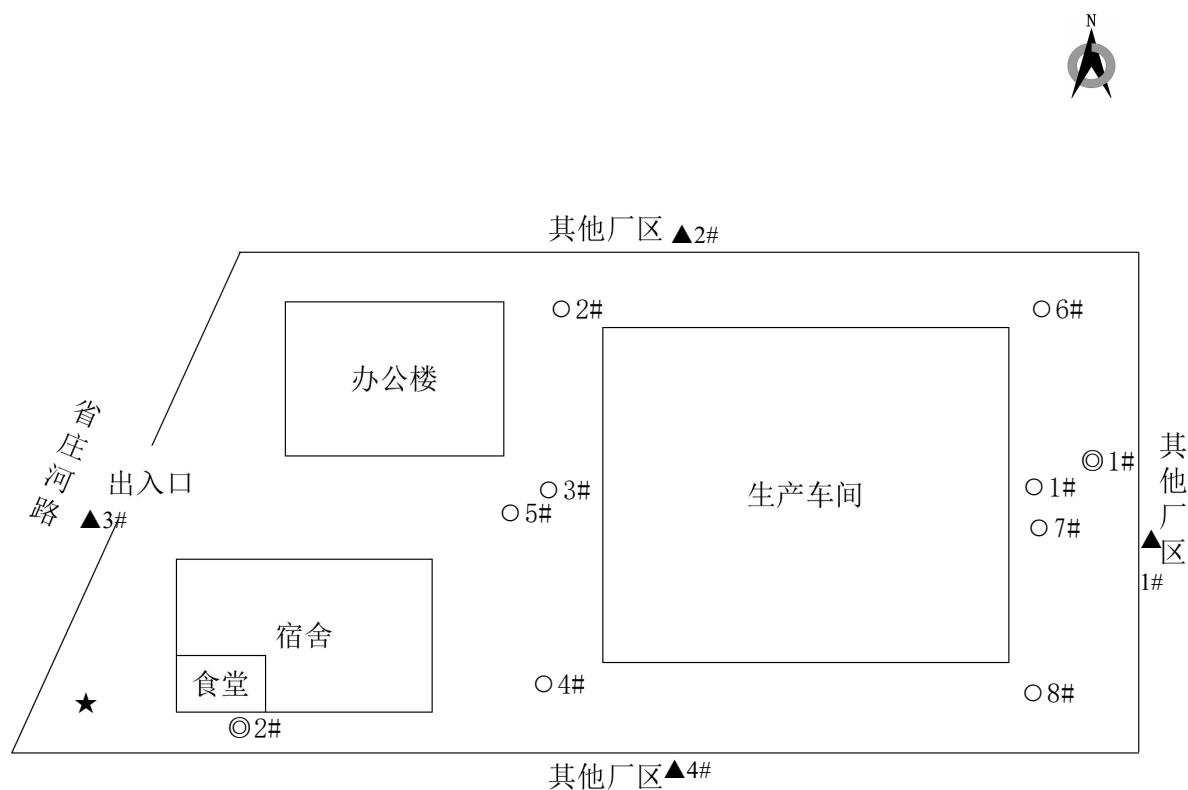 N
其他厂区 ▲2#
○2#
○6#
办公楼
省庄河路
出入口
▲3#
○3#
○5#
生产车间
◎1#
○1#
○7#
其他厂区
▲
1#
宿舍
食堂
○4#
○8#
★
◎2#
其他厂区▲4#